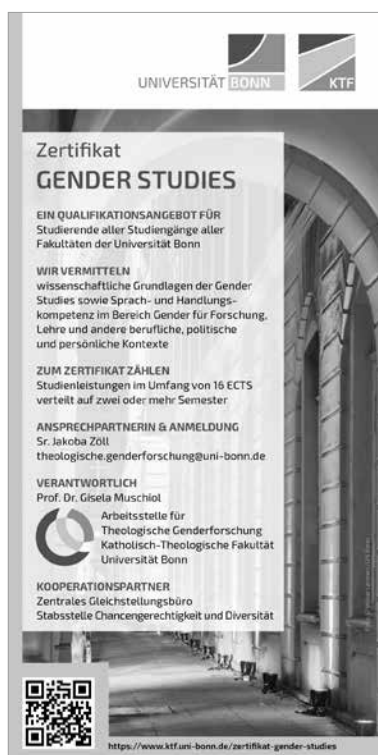 UNIVERSITÄT BONN
KTF
Zertifikat
GENDER STUDIES
EIN QUALIFIKATIONSANGEBOT FÜR
Studierende aller Studiengänge aller
Fakultäten der Universität Bonn
WIR VERMITTELN
wissenschaftliche Grundlagen der Gender
Studies sowie Sprach- und Handlungs-
kompetenz im Bereich Gender für Forschung,
Lehre und andere berufliche, politische
und persönliche Kontexte
ZUM ZERTIFIKAT ZÄHLEN
Studienleistungen im Umfang von 16 ECTS
verteilt auf zwei oder mehr Semester
ANSPRECHPARTNERIN & ANMELDUNG
Sr. Jakoba Zöll
theologische.genderforschung@uni-bonn.de
VERANTWORTLICH
Prof. Dr. Gisela Muschiol
Arbeitsstelle für
Theologische Genderforschung
Katholisch-Theologische Fakultät
Universität Bonn
KOOPERATIONSPARTNER
Zentrales Gleichstellungsbüro
Stabsstelle Chancengerechtigkeit und Diversität
https://www.ktf.uni-bonn.de/zertifikat-gender-studies